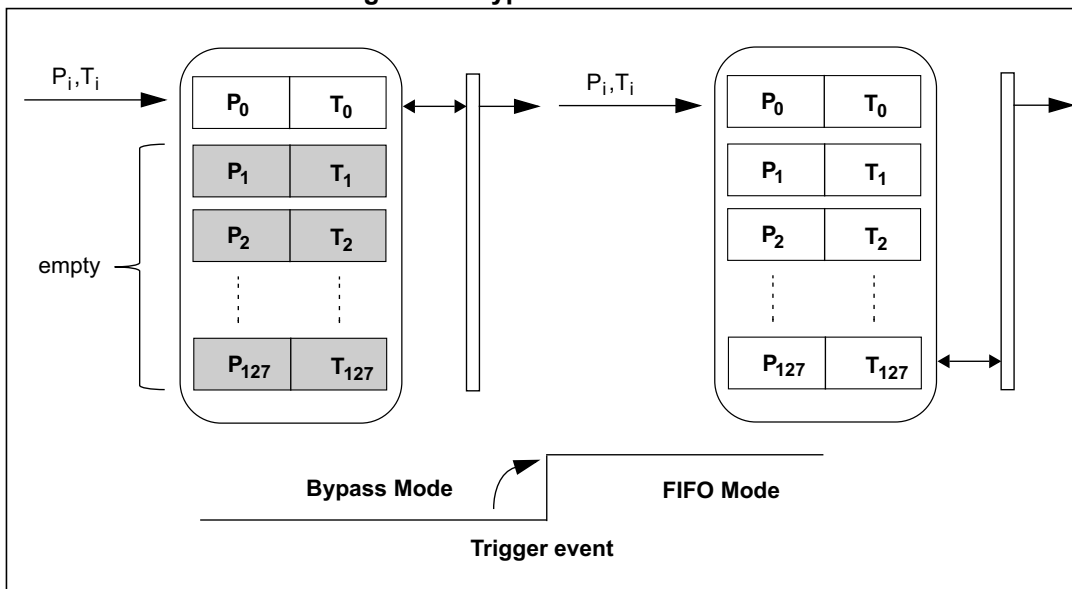 P_i,T_i
P_0 T_0
P_1 T_1
P_2 T_2
P_127 T_127
empty
P_i,T_i
P_0 T_0
P_1 T_1
P_2 T_2
P_127 T_127
Bypass Mode
FIFO Mode
Trigger event